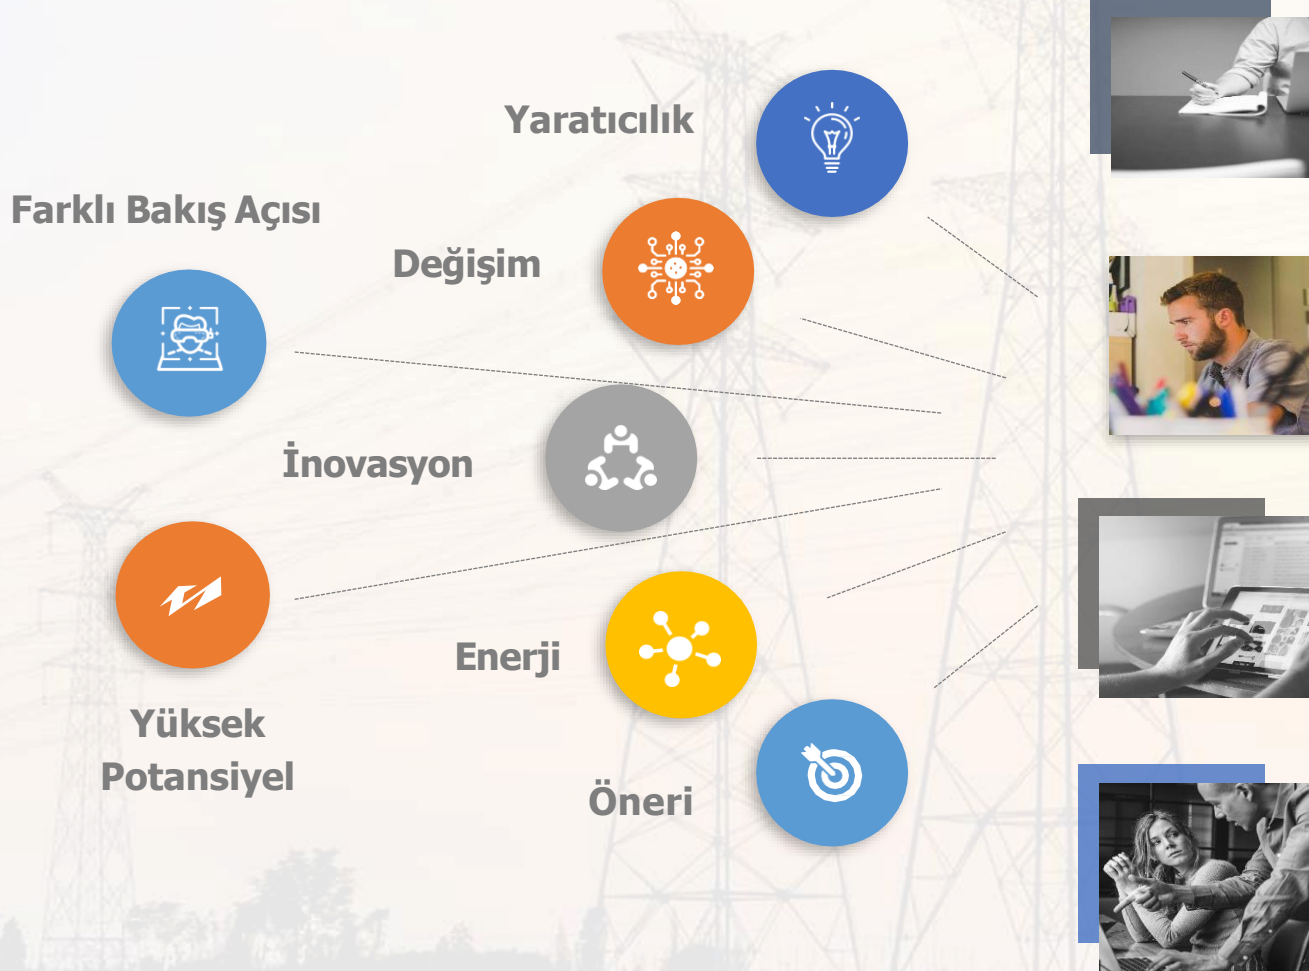 Yaratıcılık
Farklı Bakış Açısı
Değişim
İnovasyon
Enerji
Yüksek
Potansiyel
Öneri